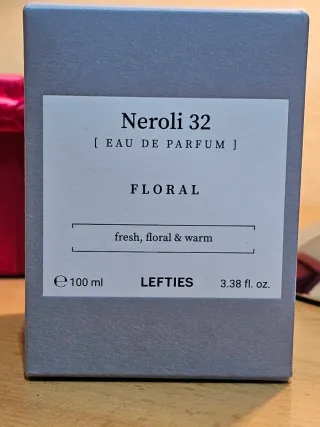 Neroli 32
[ EAU DE PARFUM ]
FLORAL
fresh, floral & warm
℮ 100 ml LEFTIES 3.38 fl. oz.